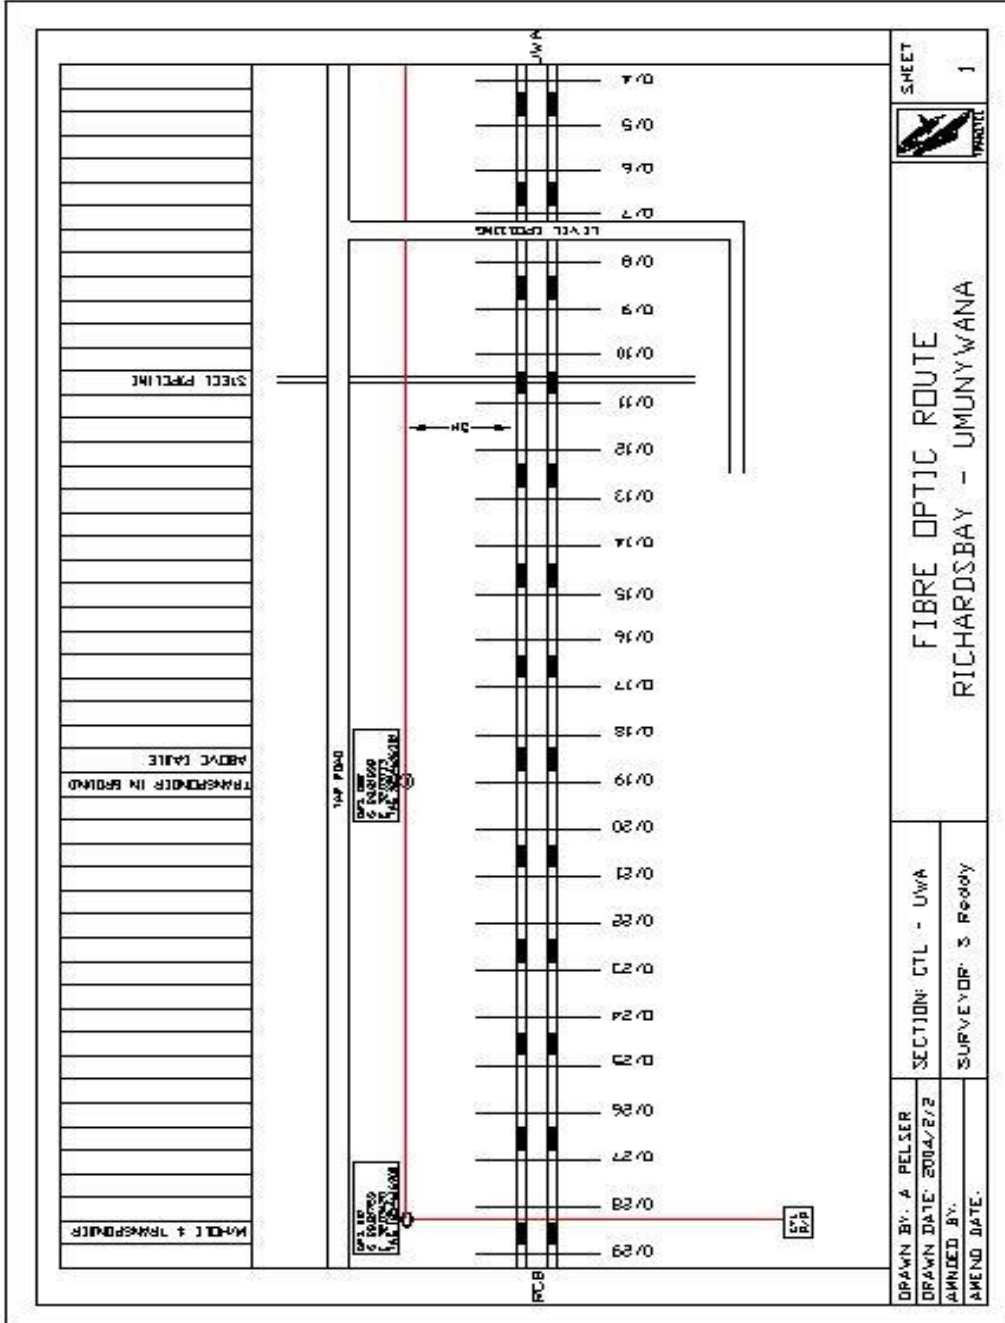 SHEET
1
TRANSTEL
FIBRE OPTIC ROUTE
RICHARDSBAY - UMUNYWANA
SECTION: CTL - UWA
SURVEYOR: S Reddy
DRAWN BY: A PELSER
DRAWN DATE: 2004/2/2
AMNDED BY:
AMEND DATE:
UWA
0/4
0/5
0/6
0/7
LEVEL CROSSING
0/8
0/9
0/10
STEEL PIPELINE
0/11
0/12
0/13
0/14
0/15
0/16
0/17
0/18
TRANSPONDER IN GROUND
ABOVE CABLE
TAR ROAD
0/19
0/20
0/21
0/22
0/23
0/24
0/25
0/26
0/27
0/28
MAHOLE & TRANSPONDER
CTL
0/29
RCB